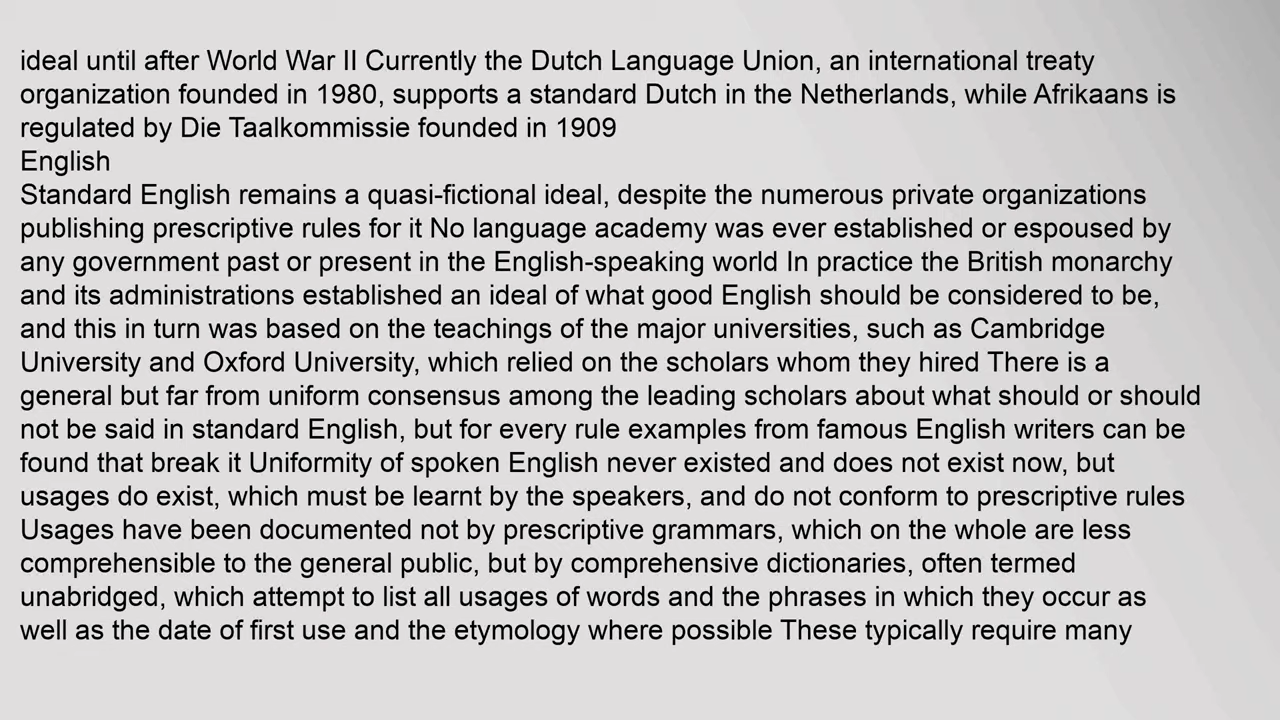 ideal until after World War II Currently the Dutch Language Union, an international treaty
organization founded in 1980, supports a standard Dutch in the Netherlands, while Afrikaans is
regulated by Die Taalkommissie founded in 1909
English
Standard English remains a quasi-fictional ideal, despite the numerous private organizations
publishing prescriptive rules for it No language academy was ever established or espoused by
any government past or present in the English-speaking world In practice the British monarchy
and its administrations established an ideal of what good English should be considered to be,
and this in turn was based on the teachings of the major universities, such as Cambridge
University and Oxford University, which relied on the scholars whom they hired There is a
general but far from uniform consensus among the leading scholars about what should or should
not be said in standard English, but for every rule examples from famous English writers can be
found that break it Uniformity of spoken English never existed and does not exist now, but
usages do exist, which must be learnt by the speakers, and do not conform to prescriptive rules
Usages have been documented not by prescriptive grammars, which on the whole are less
comprehensible to the general public, but by comprehensive dictionaries, often termed
unabridged, which attempt to list all usages of words and the phrases in which they occur as
well as the date of first use and the etymology where possible These typically require many